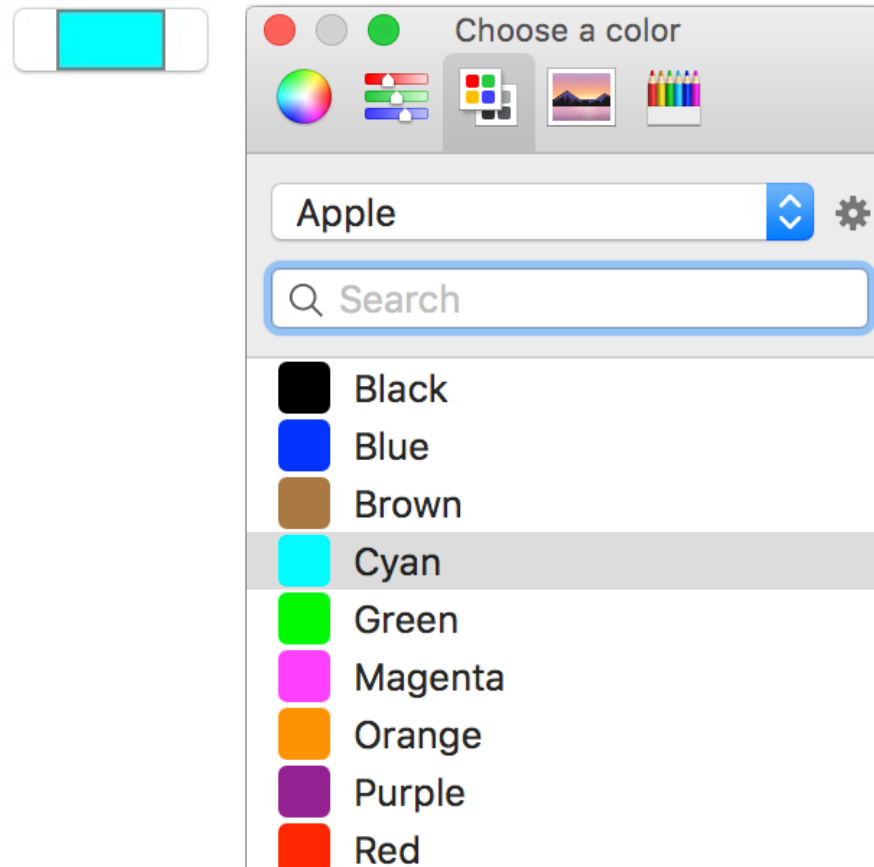 Choose a color
Apple
Search
Black
Blue
Brown
Cyan
Green
Magenta
Orange
Purple
Red